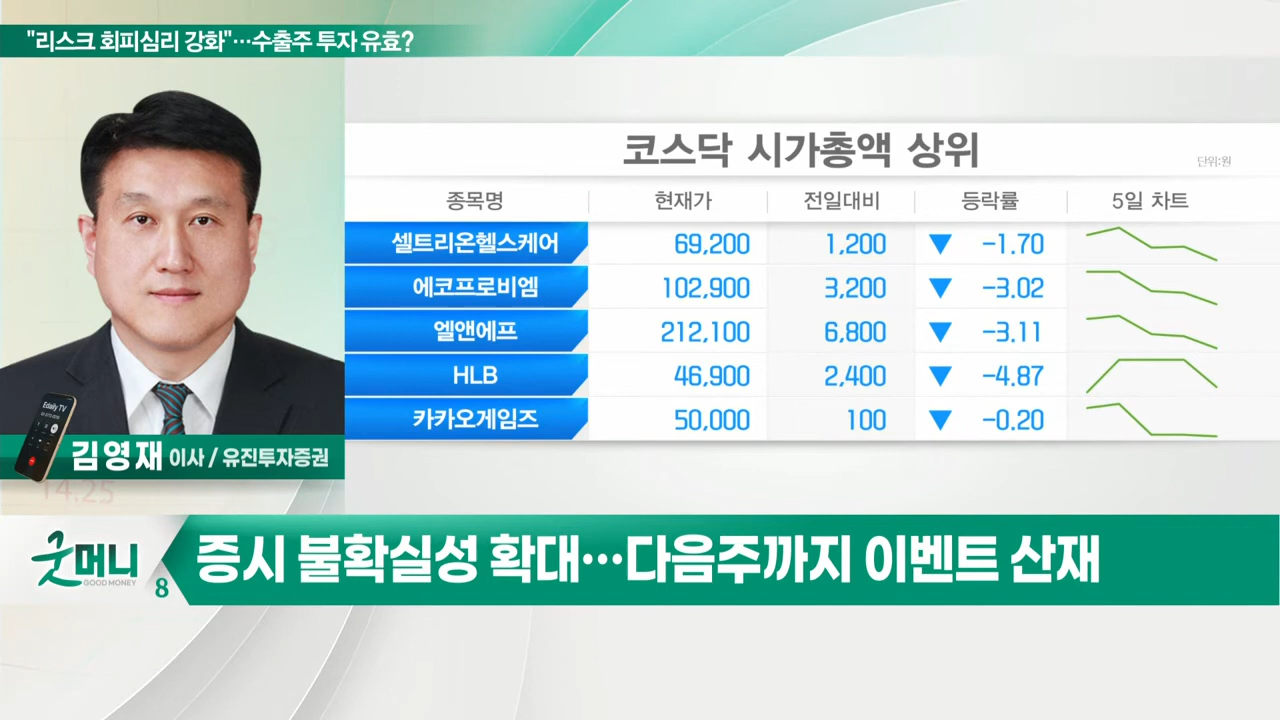 "리스크 회피심리 강화"…수출주 투자 유효?
코스닥 시가총액 상위
단위:원
종목명 현재가 전일대비 등락률 5일 차트
셀트리온헬스케어 69,200 1,200 ▼ -1.70
에코프로비엠 102,900 3,200 ▼ -3.02
엘앤에프 212,100 6,800 ▼ -3.11
HLB 46,900 2,400 ▼ -4.87
카카오게임즈 50,000 100 ▼ -0.20
Edaily TV
김영재 이사 / 유진투자증권
14.25
굿머니
GOOD MONEY
8
증시 불확실성 확대…다음주까지 이벤트 산재